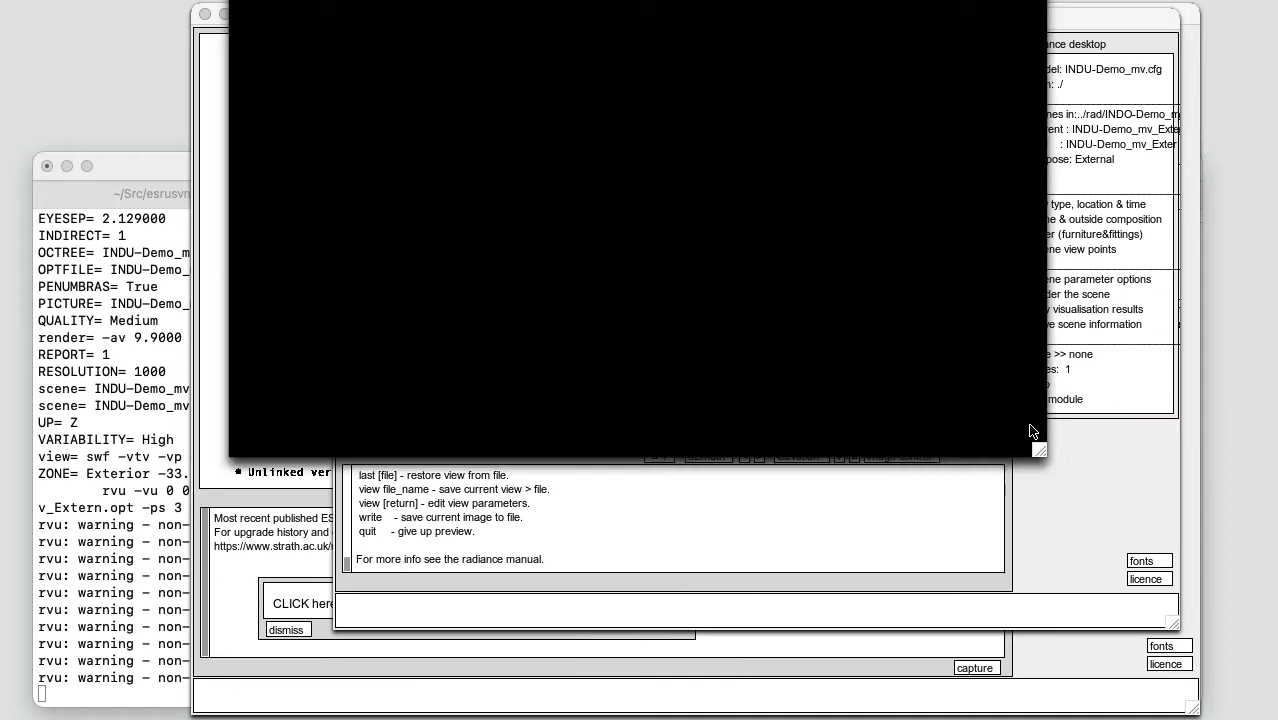 ~/Src/esrusvn
EYESEP= 2.129000
INDIRECT= 1
OCTREE= INDU-Demo_m
OPTFILE= INDU-Demo_
PENUMBRAS= True
PICTURE= INDU-Demo_
QUALITY= Medium
render= -av 9.9000
REPORT= 1
RESOLUTION= 1000
scene= INDU-Demo_mv
scene= INDU-Demo_mv
UP= Z
VARIABILITY= High
view= swf -vtv -vp
ZONE= Exterior -33.
rvu -vu 0 0
v_Extern.opt -ps 3
rvu: warning - non-
rvu: warning - non-
rvu: warning - non-
rvu: warning - non-
rvu: warning - non-
rvu: warning - non-
rvu: warning - non-
rvu: warning - non-
rvu: warning - non-
rvu: warning - non-
# Unlinked ver
Most recent published ES
For upgrade history and
https://www.strath.ac.uk/r
CLICK here
dismiss
last [file] - restore view from file.
view file_name - save current view > file.
view [return] - edit view parameters.
write - save current image to file.
quit - give up preview.
For more info see the radiance manual.
ance desktop
del: INDU-Demo_mv.cfg
n: ./
nes in:../rad/INDO-Demo_m
rent : INDU-Demo_mv_Exte
: INDU-Demo_mv_Exter
pose: External
type, location & time
ne & outside composition
er (furniture&fittings)
ene view points
ene parameter options
der the scene
y visualisation results
ve scene information
e >> none
es: 1
module
fonts
licence
fonts
licence
capture